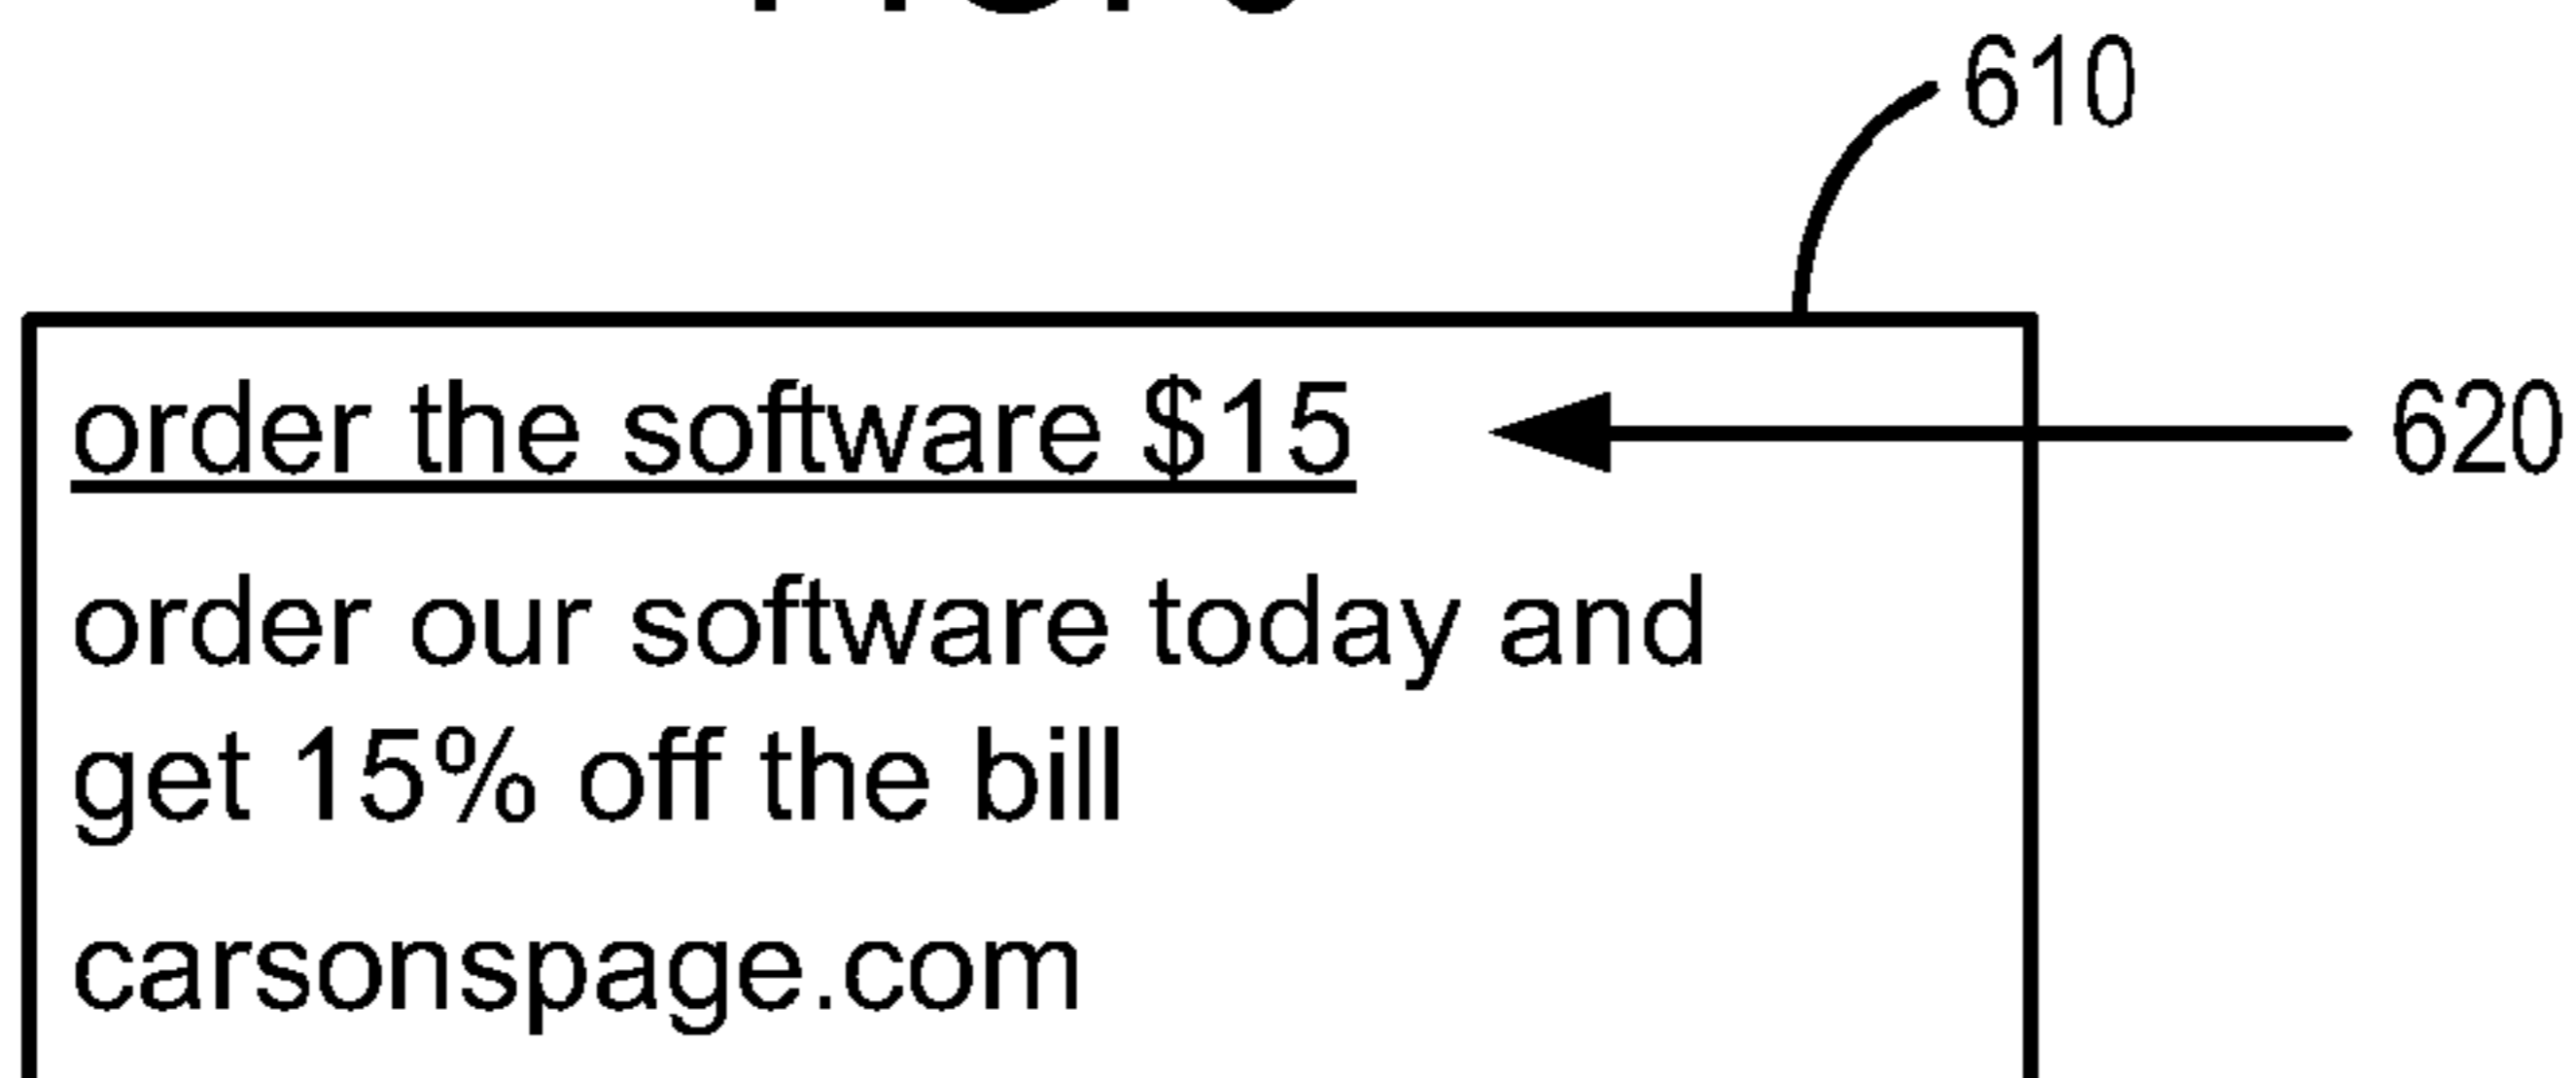 610
order the software $15
620
order our software today and
get 15% off the bill
carsonspage.com